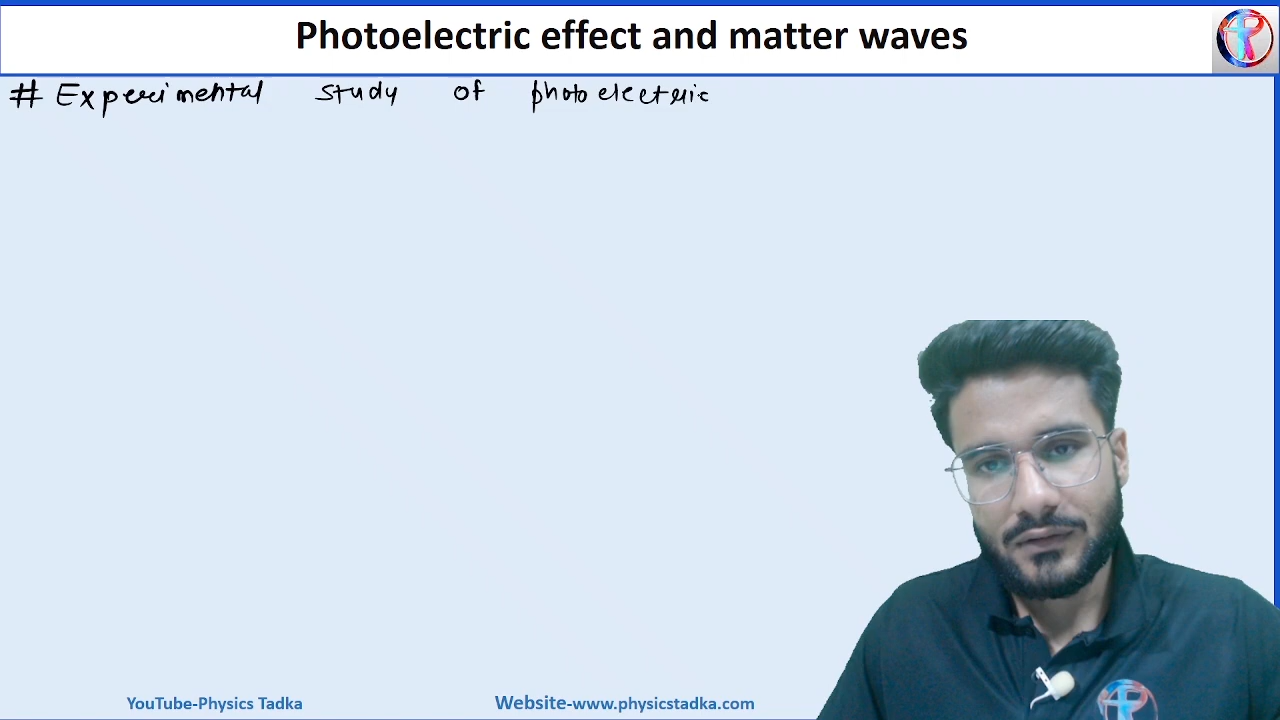 Photoelectric effect and matter waves
# Experimental study of photoelectric
YouTube-Physics Tadka
Website-www.physicstadka.com